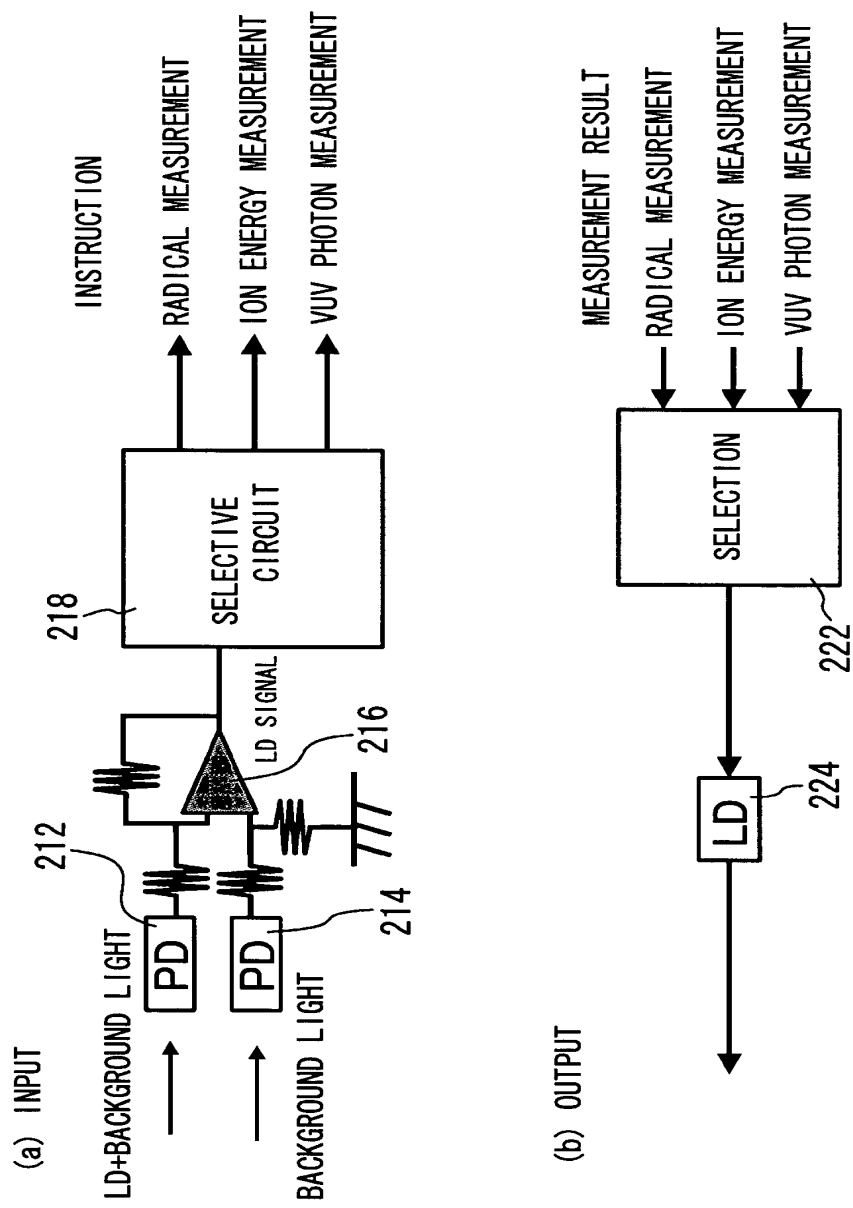 (a) INPUT
LD+BACKGROUND LIGHT
PD
212
BACKGROUND LIGHT
PD
214
216
LD SIGNAL
218
SELECTIVE
CIRCUIT
INSTRUCTION
RADICAL MEASUREMENT
ION ENERGY MEASUREMENT
VUV PHOTON MEASUREMENT
(b) OUTPUT
LD
224
SELECTION
222
MEASUREMENT RESULT
RADICAL MEASUREMENT
ION ENERGY MEASUREMENT
VUV PHOTON MEASUREMENT